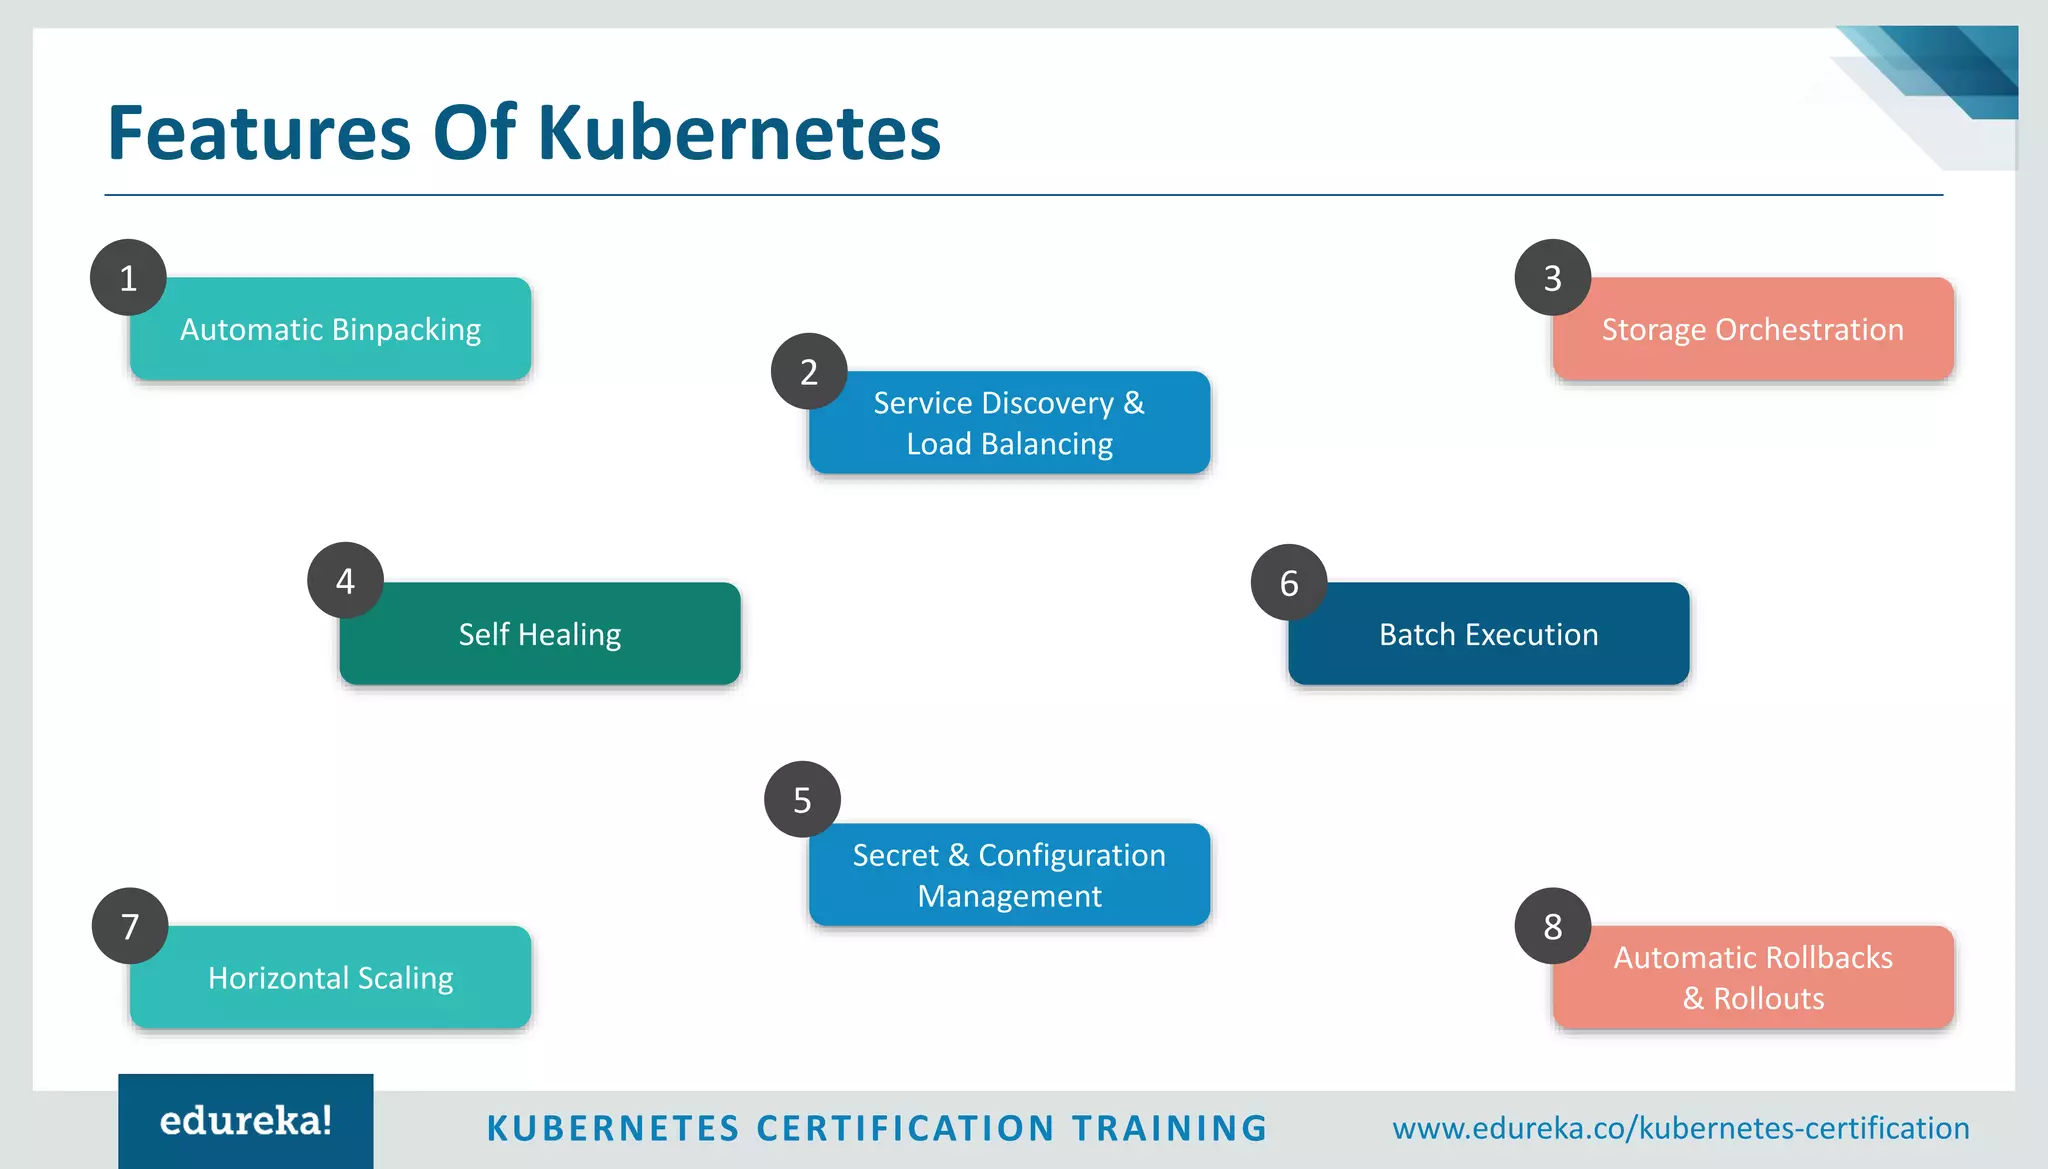 Features Of Kubernetes
1
Automatic Binpacking
2
Service Discovery &
Load Balancing
3
Storage Orchestration
4
Self Healing
5
Secret & Configuration
Management
6
Batch Execution
7
Horizontal Scaling
8
Automatic Rollbacks
& Rollouts
edureka!
KUBERNETES CERTIFICATION TRAINING
www.edureka.co/kubernetes-certification